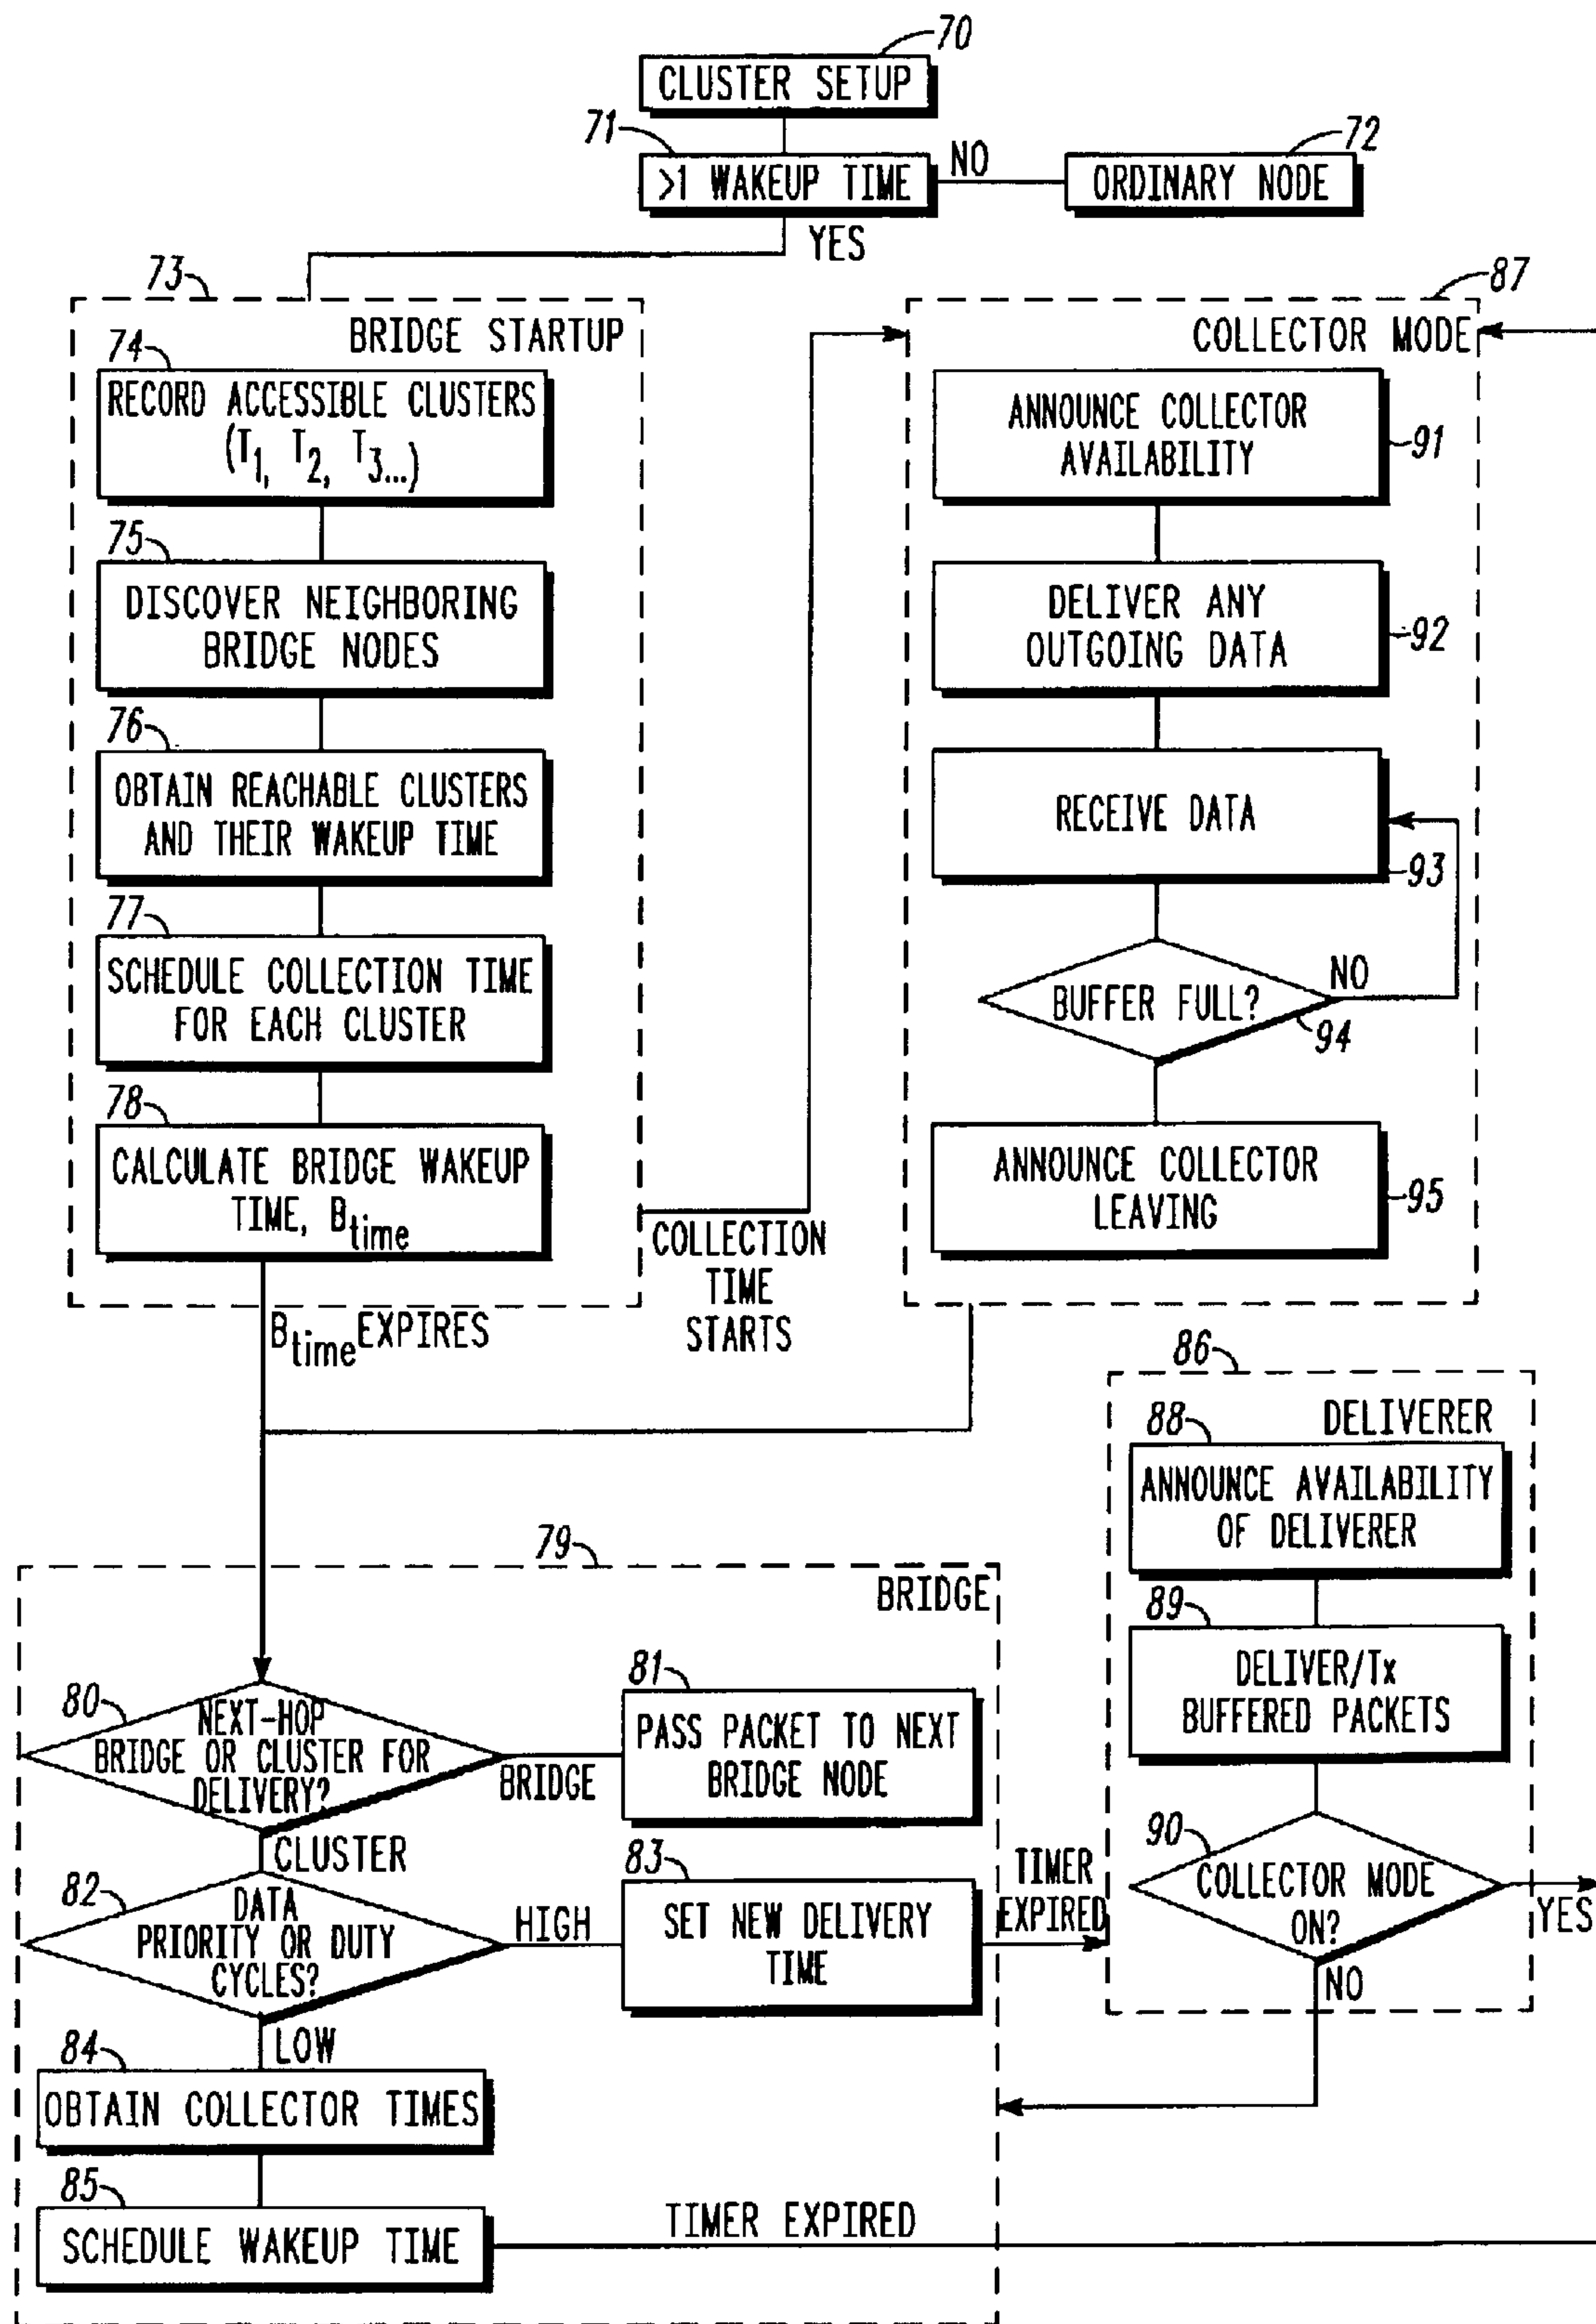 70
CLUSTER SETUP
71
>1 WAKEUP TIME
NO
72
ORDINARY NODE
YES
73
BRIDGE STARTUP
74
RECORD ACCESSIBLE CLUSTERS
(T1, T2, T3...)
75
DISCOVER NEIGHBORING
BRIDGE NODES
76
OBTAIN REACHABLE CLUSTERS
AND THEIR WAKEUP TIME
77
SCHEDULE COLLECTION TIME
FOR EACH CLUSTER
78
CALCULATE BRIDGE WAKEUP
TIME, Btime
Btime EXPIRES
COLLECTION
TIME
STARTS
87
COLLECTOR MODE
ANNOUNCE COLLECTOR
AVAILABILITY
91
DELIVER ANY
OUTGOING DATA
92
RECEIVE DATA
93
BUFFER FULL?
NO
94
ANNOUNCE COLLECTOR
LEAVING
95
86
DELIVERER
88
ANNOUNCE AVAILABILITY
OF DELIVERER
89
DELIVER/Tx
BUFFERED PACKETS
90
COLLECTOR MODE
ON?
YES
NO
79
BRIDGE
80
NEXT-HOP
BRIDGE OR CLUSTER FOR
DELIVERY?
BRIDGE
81
PASS PACKET TO NEXT
BRIDGE NODE
CLUSTER
82
DATA
PRIORITY OR DUTY
CYCLES?
HIGH
83
SET NEW DELIVERY
TIME
TIMER
EXPIRED
LOW
84
OBTAIN COLLECTOR TIMES
85
SCHEDULE WAKEUP TIME
TIMER EXPIRED